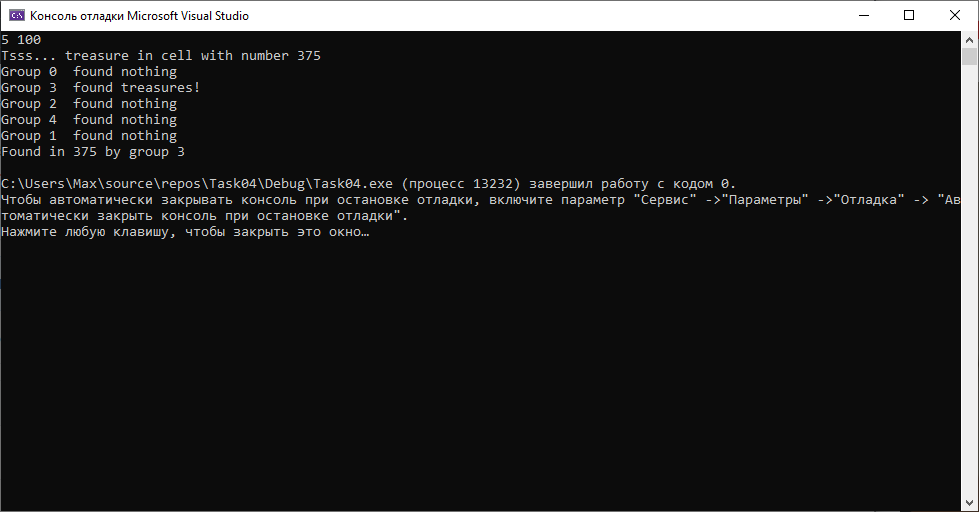 Консоль отладки Microsoft Visual Studio
5 100
Tsss... treasure in cell with number 375
Group 0  found nothing
Group 3  found treasures!
Group 2  found nothing
Group 4  found nothing
Group 1  found nothing
Found in 375 by group 3
C:\Users\Max\source\repos\Task04\Debug\Task04.exe (процесс 13232) завершил работу с кодом 0.
Чтобы автоматически закрывать консоль при остановке отладки, включите параметр "Сервис" ->"Параметры" ->"Отладка" -> "Ав
томатически закрыть консоль при остановке отладки".
Нажмите любую клавишу, чтобы закрыть это окно…